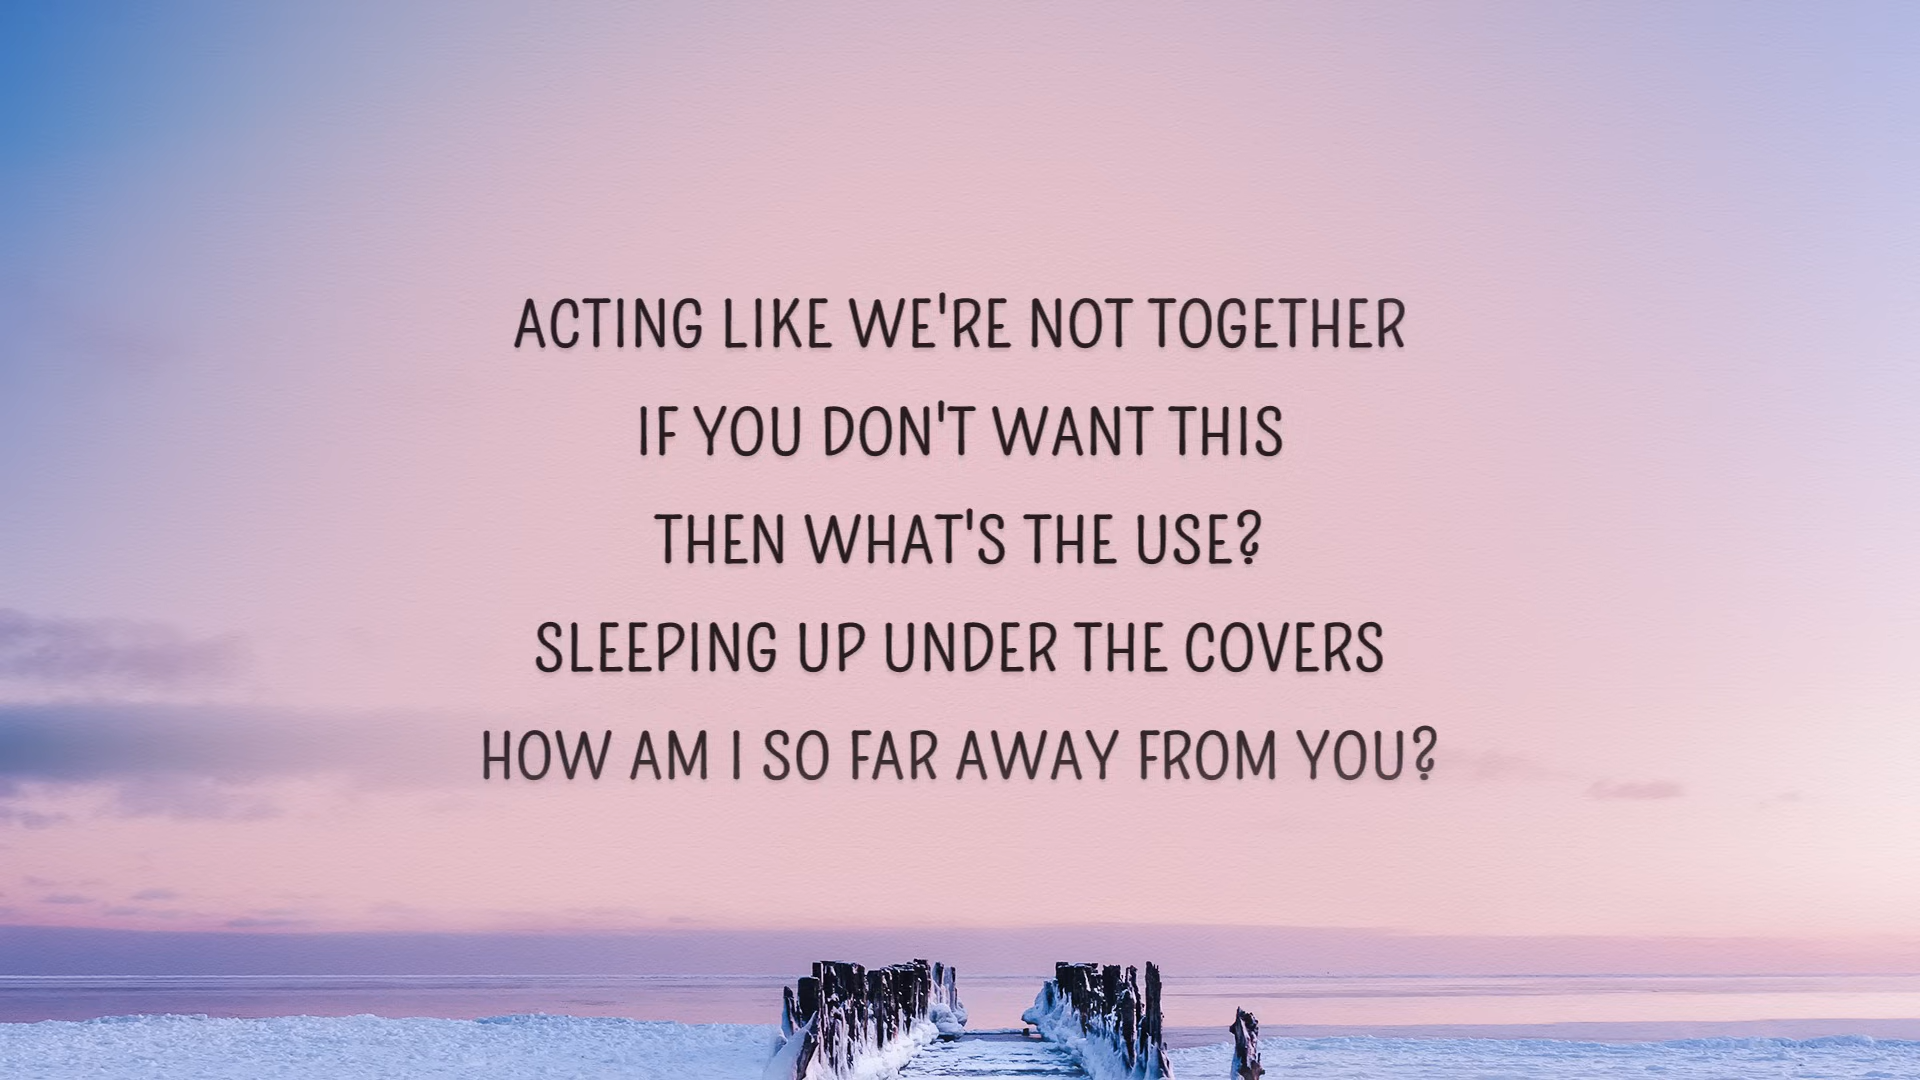 ACTING LIKE WE'RE NOT TOGETHER
IF YOU DON'T WANT THIS
THEN WHAT'S THE USE?
SLEEPING UP UNDER THE COVERS
HOW AM I SO FAR AWAY FROM YOU?